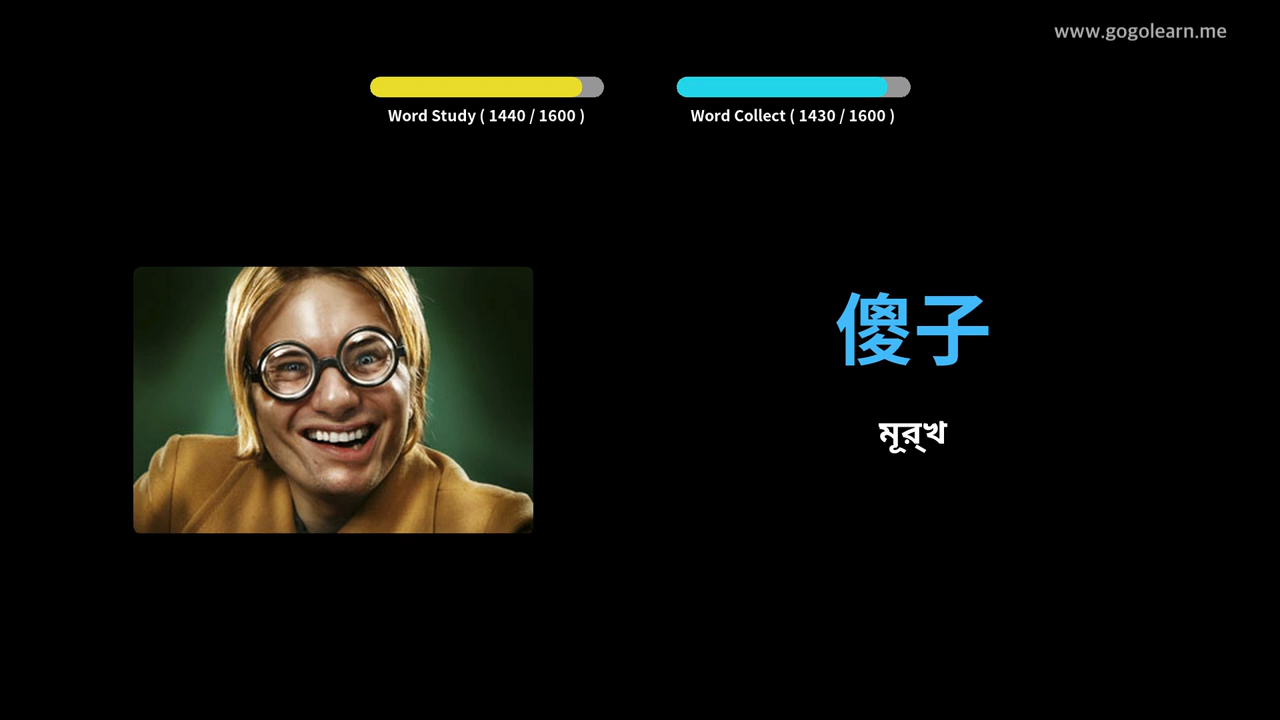 www.gogolearn.me
Word Study ( 1440 / 1600 )
Word Collect ( 1430 / 1600 )
傻子
মূর্খ